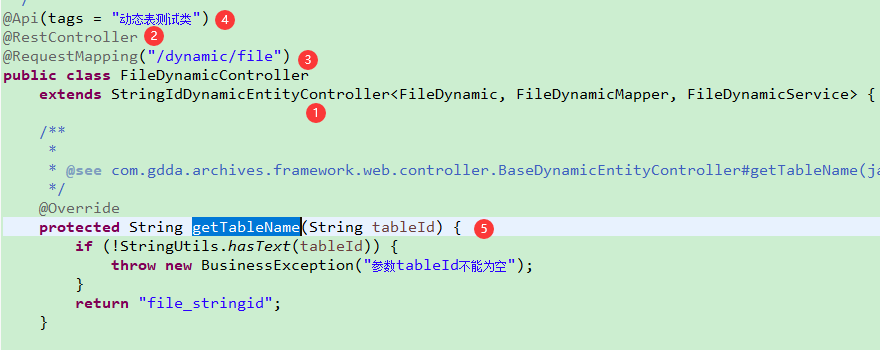 */
@Api(tags = "动态表测试类") 4
@RestController 2
@RequestMapping("/dynamic/file") 3
public class FileDynamicController
extends StringIdDynamicEntityController<FileDynamic, FileDynamicMapper, FileDynamicService> {
1
/**
*
* @see com.gdda.archives.framework.web.controller.BaseDynamicEntityController#getTableName(ja
*/
@Override
protected String getTableName(String tableId) { 5
if (!StringUtils.hasText(tableId)) {
throw new BusinessException("参数tableId不能为空");
}
return "file_stringid";
}